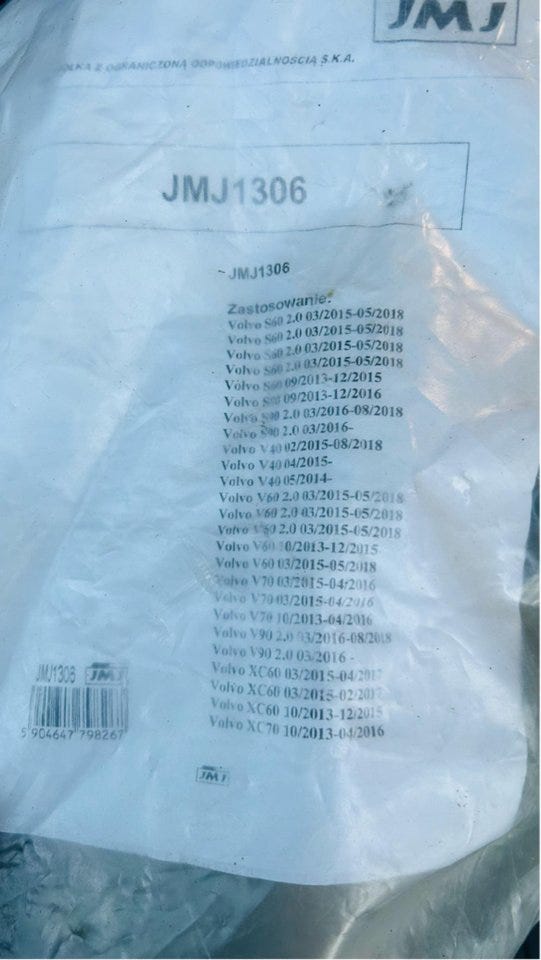 JMJ
Z OGRANICZONĄ ODPOWIEDZIALNOŚCIĄ S.K.A.
JMJ1306
JMJ1306
Zastosowanie:
Volvo S60 2.0 03/2015-05/2018
Volvo S60 2.0 03/2015-05/2018
Volvo S60 2.0 03/2015-05/2018
Volvo S60 2.0 03/2015-05/2018
Volvo S60 09/2013-12/2015
Volvo S80 09/2013-12/2016
Volvo S90 2.0 03/2016-08/2018
Volvo S90 2.0 03/2016-
Volvo V40 02/2015-08/2018
Volvo V40 04/2015-
Volvo V40 05/2014-
Volvo V60 2.0 03/2015-05/2018
Volvo V60 2.0 03/2015-05/2018
Volvo V60 2.0 03/2015-05/2018
Volvo V60 10/2013-12/2015
Volvo V60 03/2015-05/2018
Volvo V70 03/2015-04/2016
Volvo V70 03/2015-04/2016
Volvo V70 10/2013-04/2016
Volvo V90 2.0 03/2016-08/2018
Volvo V90 2.0 03/2016 -
Volvo XC60 03/2015-04/2017
Volvo XC60 03/2015-02/2017
Volvo XC60 10/2013-12/2015
Volvo XC70 10/2013-04/2016
JMJ1306 JMJ
5 904647 798267
JMJ